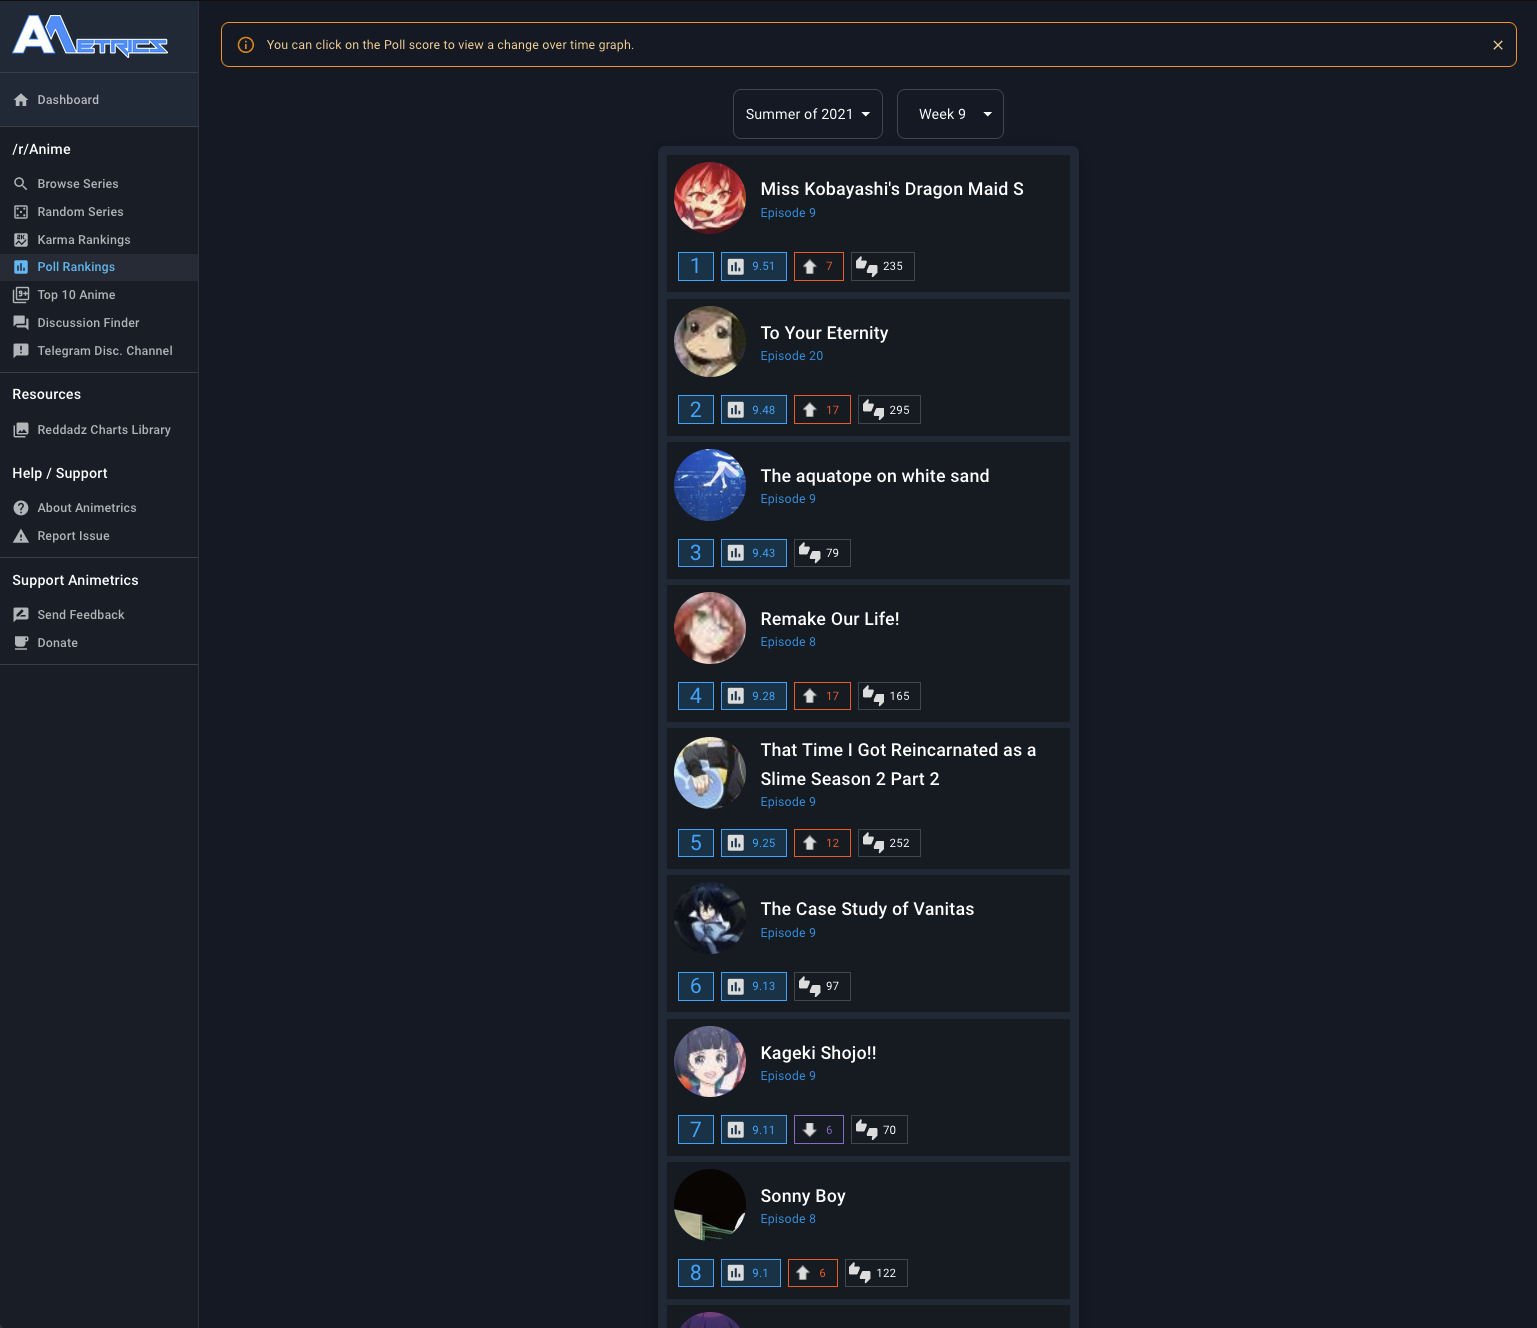 AMETRICS
Dashboard
/r/Anime
Browse Series
Random Series
Karma Rankings
Poll Rankings
Top 10 Anime
Discussion Finder
Telegram Disc. Channel
Resources
Reddadz Charts Library
Help / Support
About Animetrics
Report Issue
Support Animetrics
Send Feedback
Donate
You can click on the Poll score to view a change over time graph.
Summer of 2021 Week 9
Miss Kobayashi's Dragon Maid S
Episode 9
1 9.51 7 235
To Your Eternity
Episode 20
2 9.48 17 295
The aquatope on white sand
Episode 9
3 9.43 79
Remake Our Life!
Episode 8
4 9.28 17 165
That Time I Got Reincarnated as a
Slime Season 2 Part 2
Episode 9
5 9.25 12 252
The Case Study of Vanitas
Episode 9
6 9.13 97
Kageki Shojo!!
Episode 9
7 9.11 6 70
Sonny Boy
Episode 8
8 9.1 6 122